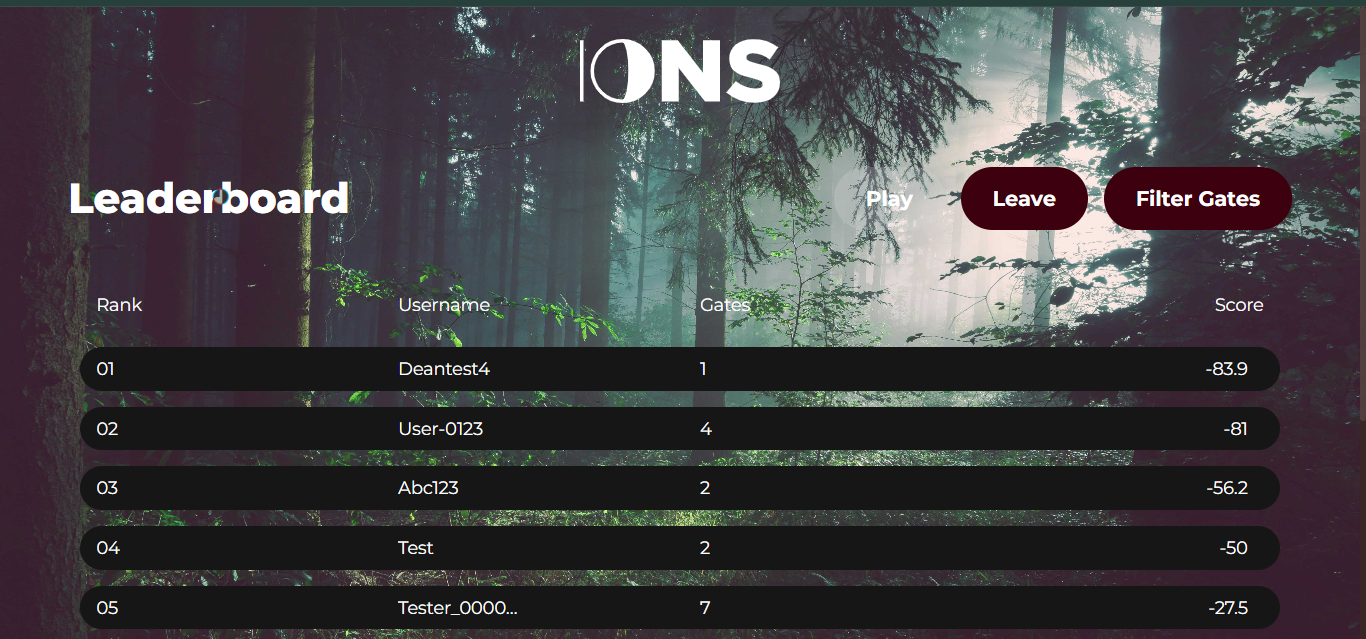 IONS
Leaderboard
Play
Leave
Filter Gates
Rank Username Gates Score
01 Deantest4 1 -83.9
02 User-0123 4 -81
03 Abc123 2 -56.2
04 Test 2 -50
05 Tester_0000... 7 -27.5